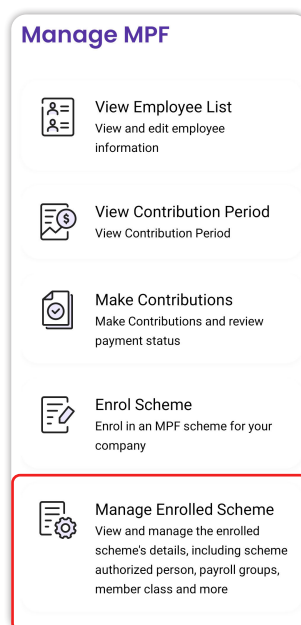 Manage MPF
View Employee List
View and edit employee
information
View Contribution Period
View Contribution Period
Make Contributions
Make Contributions and review
payment status
Enrol Scheme
Enrol in an MPF scheme for your
company
Manage Enrolled Scheme
View and manage the enrolled
scheme's details, including scheme
authorized person, payroll groups,
member class and more